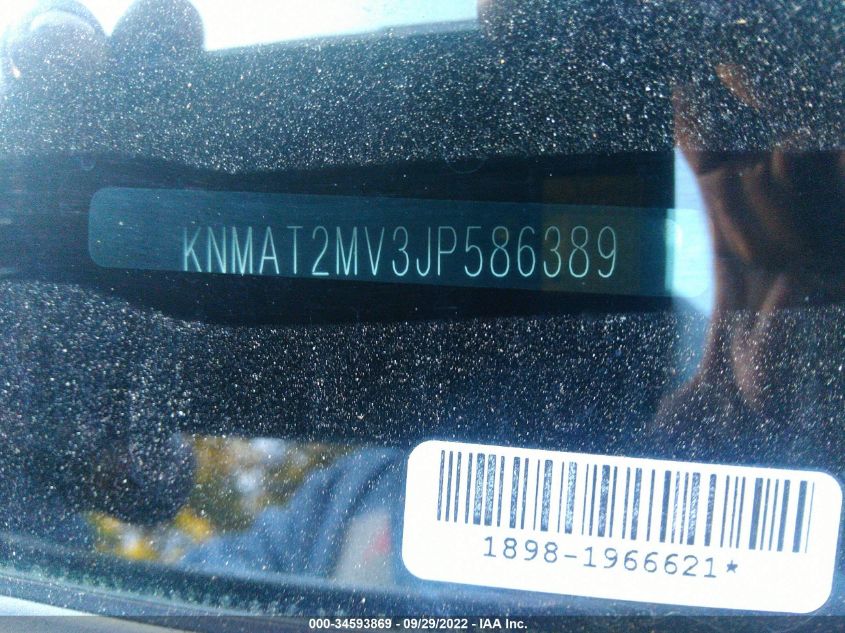 KNMAT2MV3JP586389
1898-1966621*
000-34593869 / 09/29/2022 - IAA Inc.